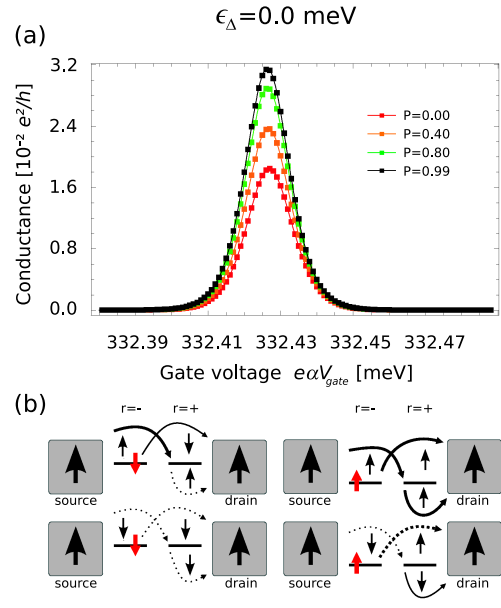 ϵ_Δ=0.0 meV
(a)
Conductance [10⁻² e²/h]
3.2
2.4
1.6
0.8
0.0
P=0.00
P=0.40
P=0.80
P=0.99
332.39 332.41 332.43 332.45 332.47
Gate voltage eαV_gate [meV]
(b)
r=- r=+ r=- r=+
source drain source drain
source drain source drain